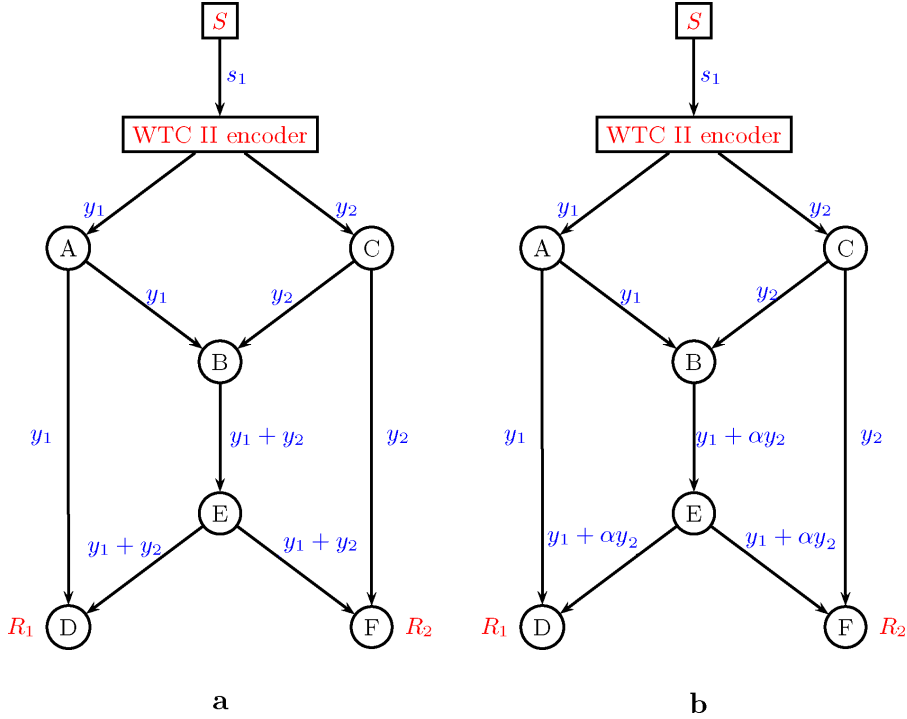 S S
s₁ s₁
WTC II encoder WTC II encoder
y₁ y₂ y₁ y₂
A C A C
y₁ y₂ y₁ y₂
B B
y₁ y₁ + y₂ y₂ y₁ y₁ + αy₂ y₂
E E
y₁ + y₂ y₁ + y₂ y₁ + αy₂ y₁ + αy₂
R₁ D F R₂ R₁ D F R₂
a b